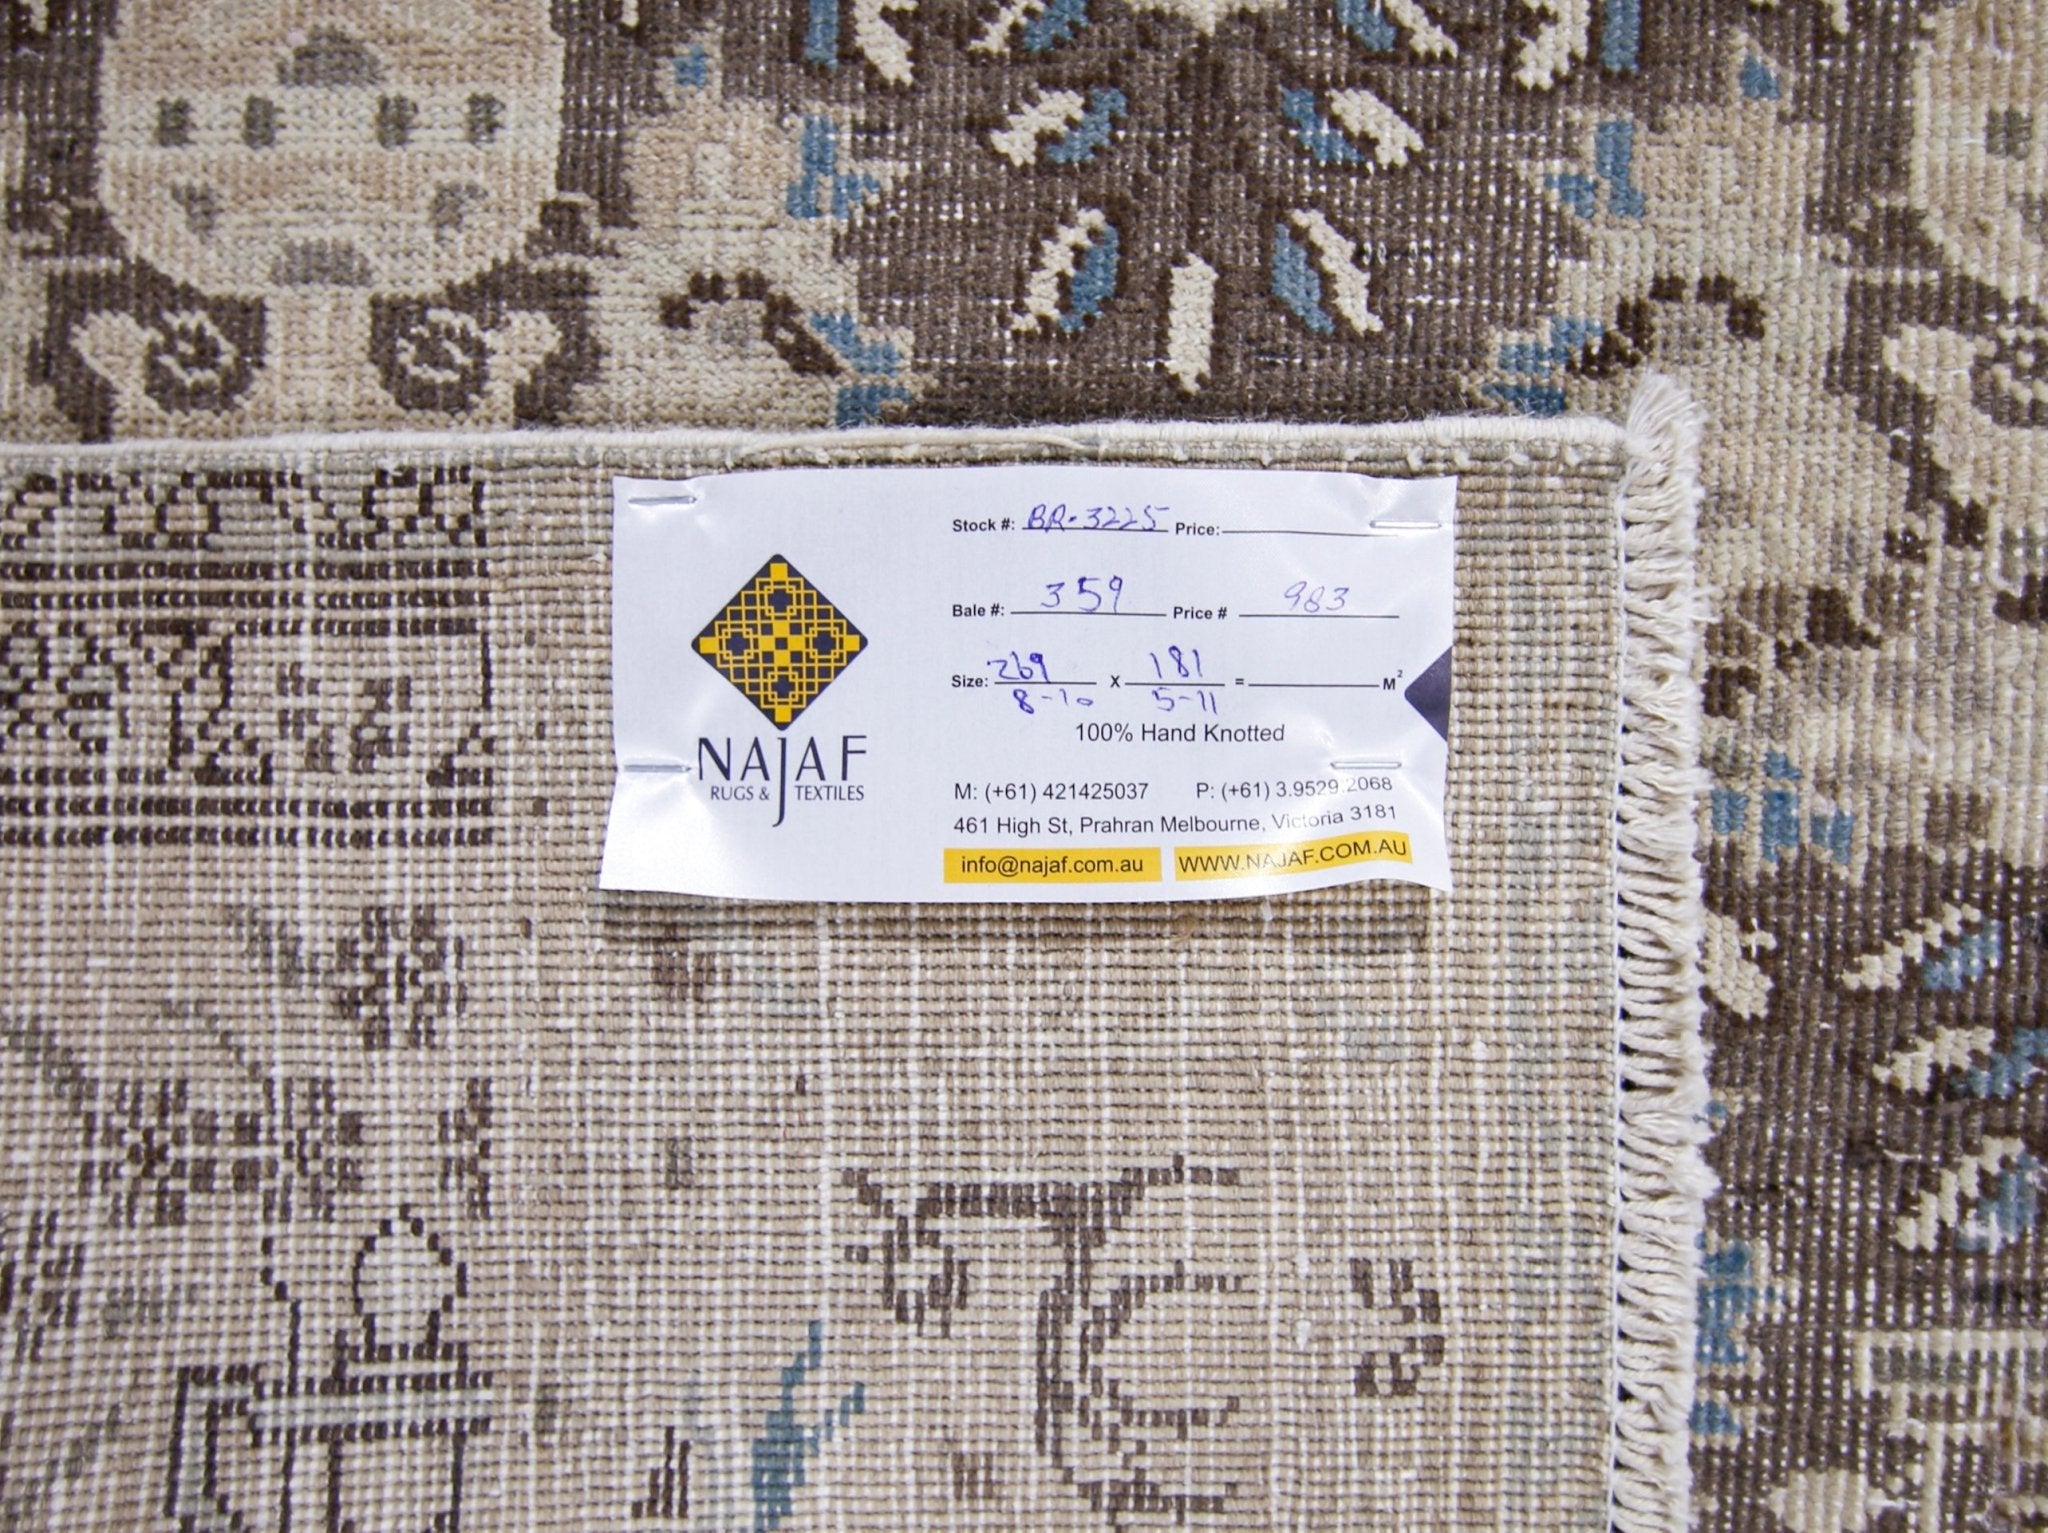 NAJAF
RUGS & TEXTILES
Stock #: BR-3225 Price:
Bale #: 359 Price # 983
Size: 269 X 181 = M²
8-10 5-11
100% Hand Knotted
M: (+61) 421425037 P: (+61) 3.9529.2068
461 High St, Prahran Melbourne, Victoria 3181
info@najaf.com.au WWW.NAJAF.COM.AU